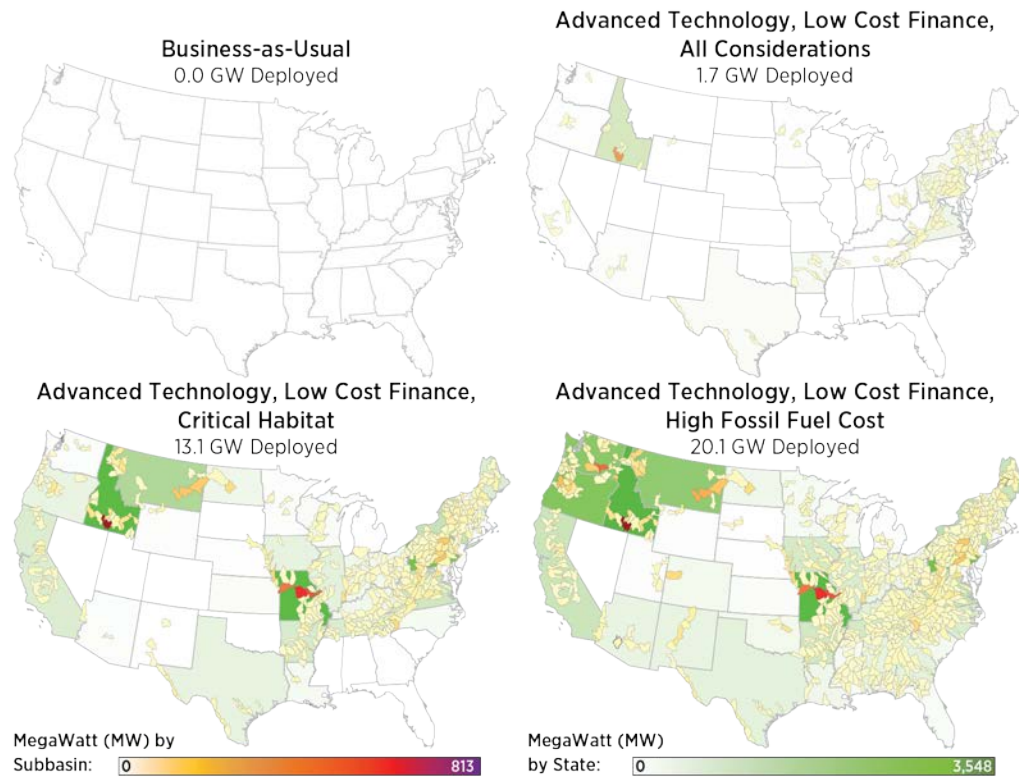 Business-as-Usual
0.0 GW Deployed
Advanced Technology, Low Cost Finance,
All Considerations
1.7 GW Deployed
Advanced Technology, Low Cost Finance,
Critical Habitat
13.1 GW Deployed
Advanced Technology, Low Cost Finance,
High Fossil Fuel Cost
20.1 GW Deployed
MegaWatt (MW) by
Subbasin: 0 813
MegaWatt (MW)
by State: 0 3,548